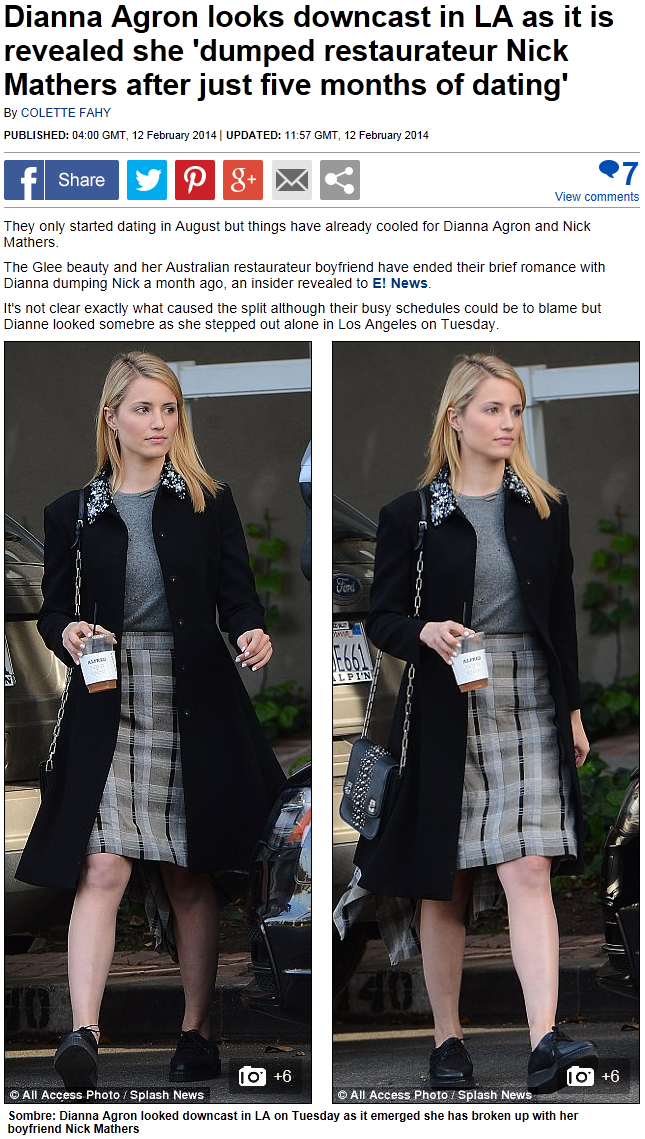 Dianna Agron looks downcast in LA as it is
revealed she 'dumped restaurateur Nick
Mathers after just five months of dating'
By COLETTE FAHY
PUBLISHED: 04:00 GMT, 12 February 2014 | UPDATED: 11:57 GMT, 12 February 2014
f Share
g+
7
View comments
They only started dating in August but things have already cooled for Dianna Agron and Nick
Mathers.
The Glee beauty and her Australian restaurateur boyfriend have ended their brief romance with
Dianna dumping Nick a month ago, an insider revealed to E! News.
It's not clear exactly what caused the split although their busy schedules could be to blame but
Dianne looked somebre as she stepped out alone in Los Angeles on Tuesday.
ALFRED
Ford
E661
ALPIN
ALFRED
+6
+6
© All Access Photo / Splash News
© All Access Photo / Splash News
Sombre: Dianna Agron looked downcast in LA on Tuesday as it emerged she has broken up with her
boyfriend Nick Mathers